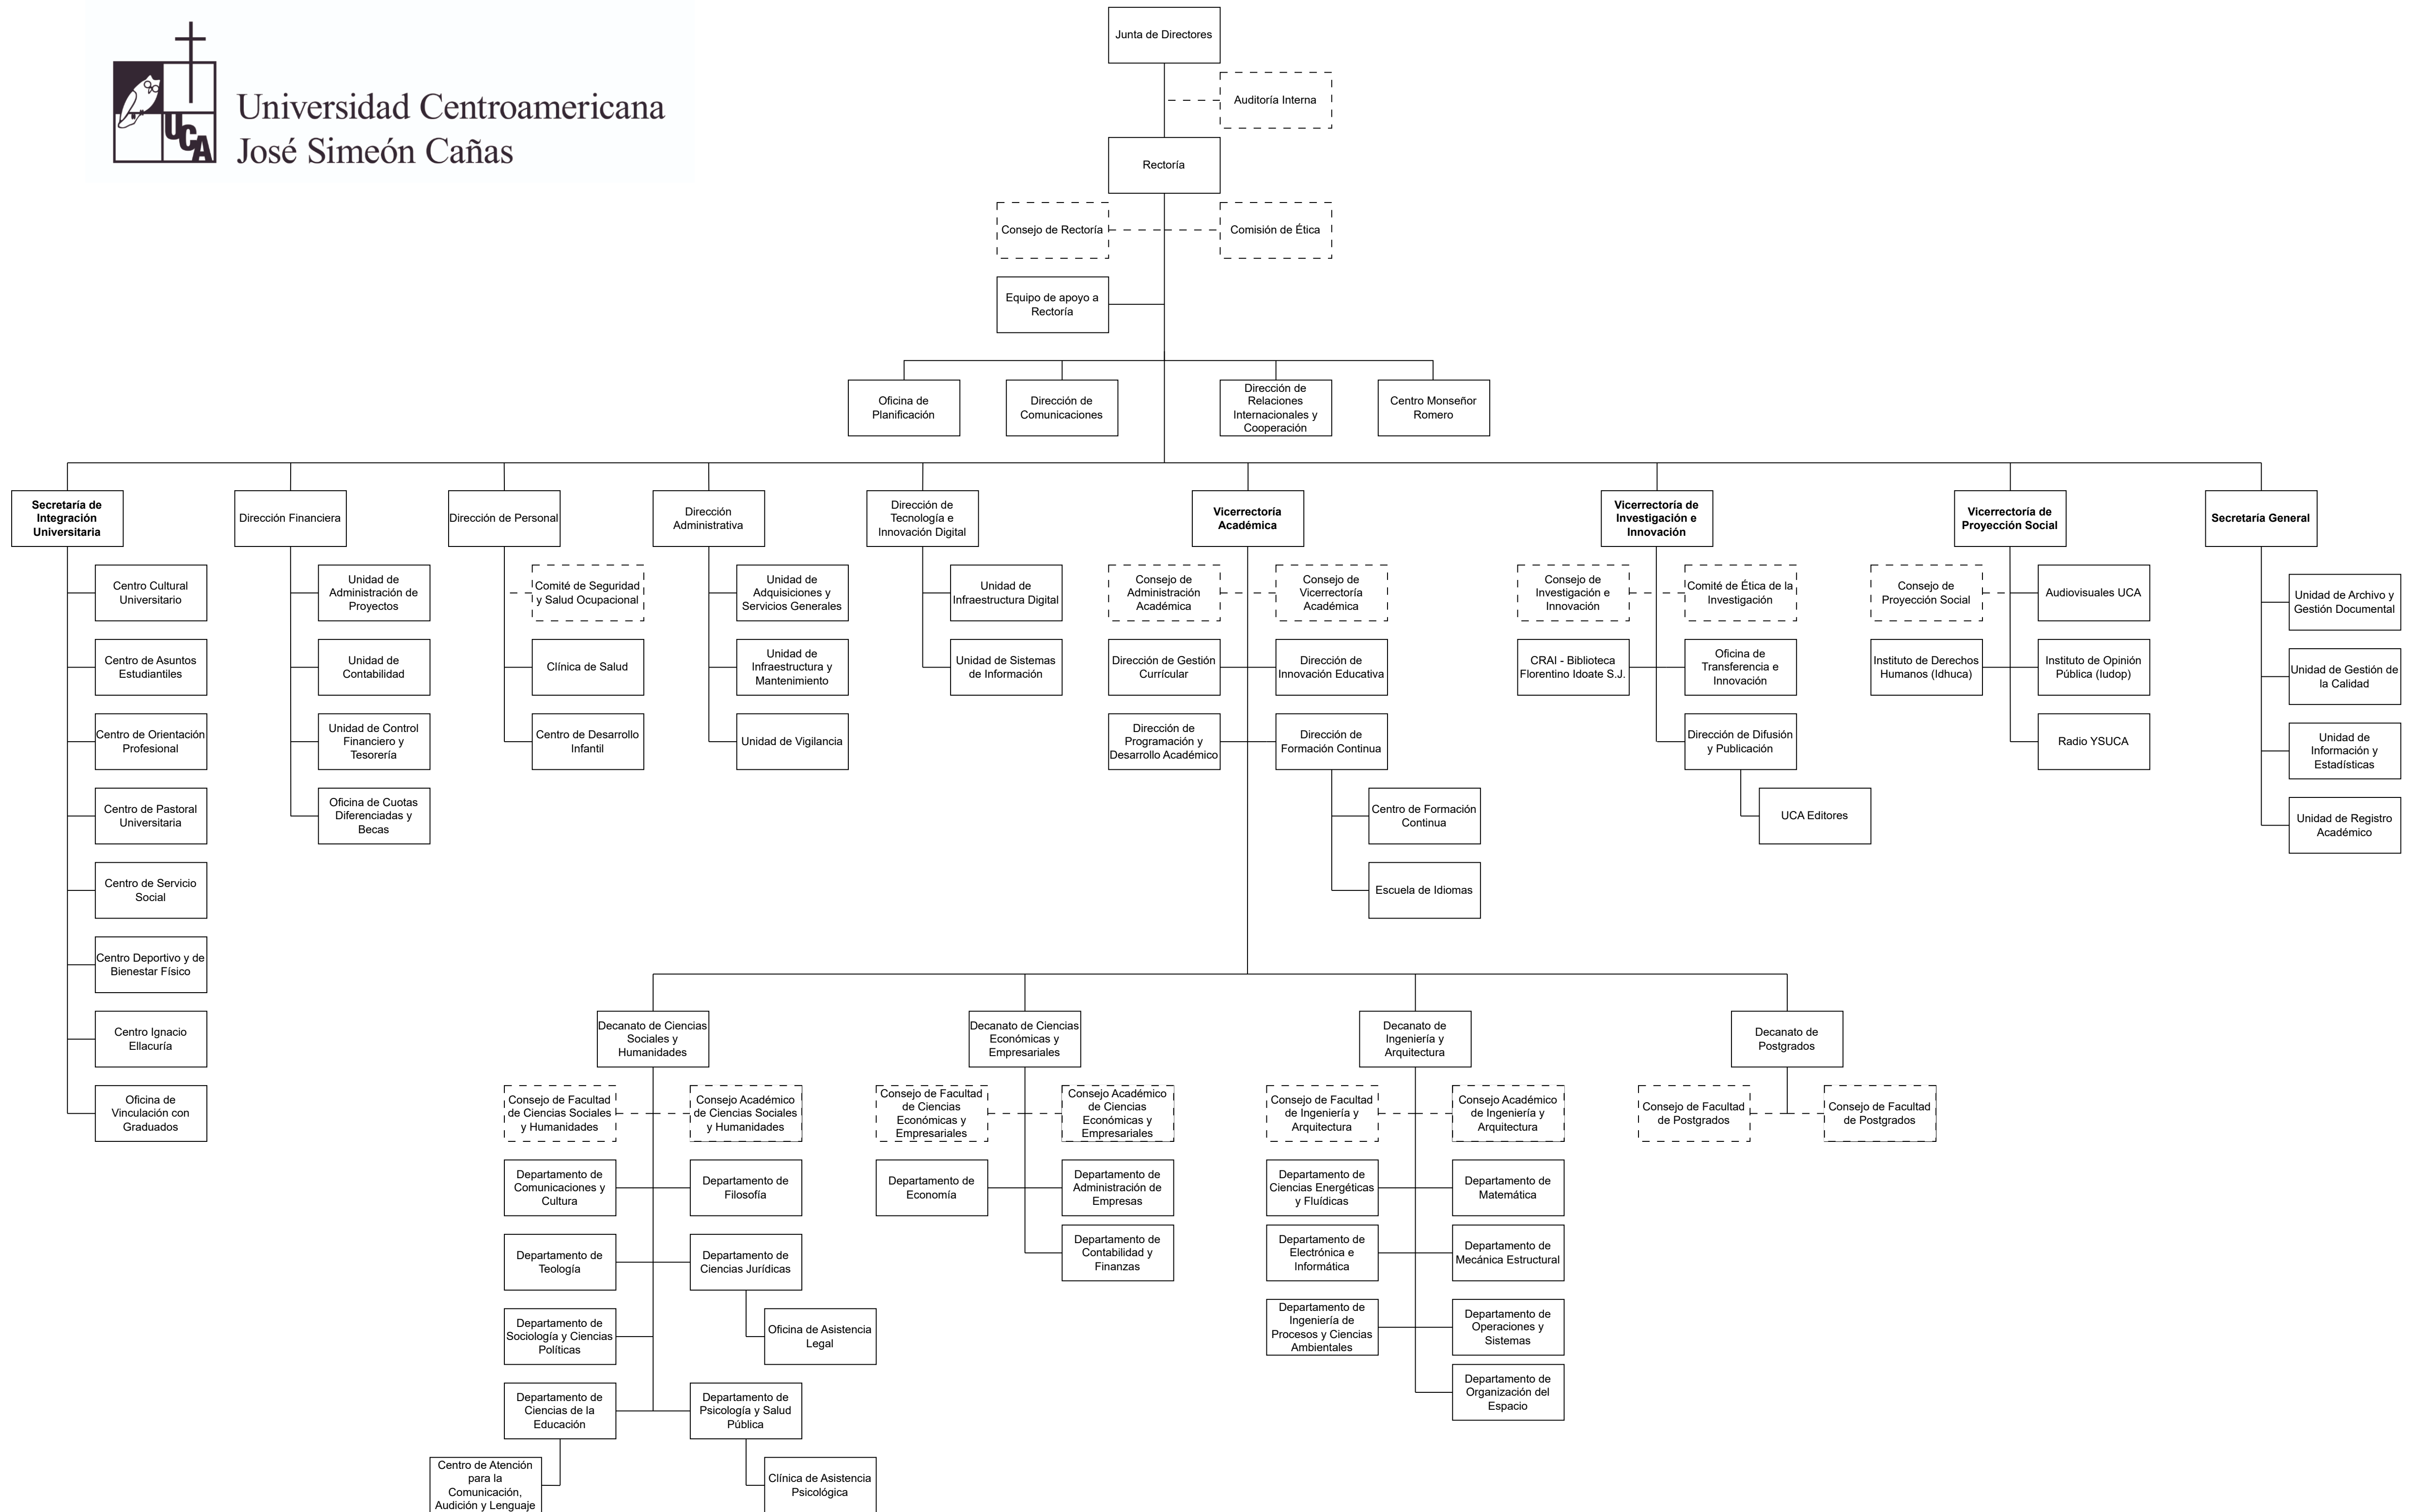 UCA
Universidad Centroamericana
José Simeón Cañas
Junta de Directores
Auditoría Interna
Rectoría
Consejo de Rectoría
Comisión de Ética
Equipo de apoyo a
Rectoría
Oficina de
Planificación
Dirección de
Comunicaciones
Dirección de
Relaciones
Internacionales y
Cooperación
Centro Monseñor
Romero
Secretaría de
Integración
Universitaria
Dirección Financiera
Dirección de Personal
Dirección
Administrativa
Dirección de
Tecnología e
Innovación Digital
Vicerrectoría
Académica
Vicerrectoría de
Investigación e
Innovación
Vicerrectoría de
Proyección Social
Secretaría General
Centro Cultural
Universitario
Centro de Asuntos
Estudiantiles
Centro de Orientación
Profesional
Centro de Pastoral
Universitaria
Centro de Servicio
Social
Centro Deportivo y de
Bienestar Físico
Centro Ignacio
Ellacuría
Oficina de
Vinculación con
Graduados
Unidad de
Administración de
Proyectos
Unidad de
Contabilidad
Unidad de Control
Financiero y
Tesorería
Oficina de Cuotas
Diferenciadas y
Becas
Comité de Seguridad
y Salud Ocupacional
Clínica de Salud
Centro de Desarrollo
Infantil
Unidad de
Adquisiciones y
Servicios Generales
Unidad de
Infraestructura y
Mantenimiento
Unidad de Vigilancia
Unidad de
Infraestructura Digital
Unidad de Sistemas
de Información
Consejo de
Administración
Académica
Consejo de
Vicerrectoría
Académica
Dirección de Gestión
Currícular
Dirección de
Innovación Educativa
Dirección de
Programación y
Desarrollo Académico
Dirección de
Formación Continua
Centro de Formación
Continua
Escuela de Idiomas
Consejo de
Investigación e
Innovación
Comité de Ética de la
Investigación
CRAI - Biblioteca
Florentino Idoate S.J.
Oficina de
Transferencia e
Innovación
Dirección de Difusión
y Publicación
UCA Editores
Consejo de
Proyección Social
Audiovisuales UCA
Instituto de Derechos
Humanos (Idhuca)
Instituto de Opinión
Pública (Iudop)
Radio YSUCA
Unidad de Archivo y
Gestión Documental
Unidad de Gestión de
la Calidad
Unidad de
Información y
Estadísticas
Unidad de Registro
Académico
Decanato de Ciencias
Sociales y
Humanidades
Decanato de Ciencias
Económicas y
Empresariales
Decanato de
Ingeniería y
Arquitectura
Decanato de
Postgrados
Consejo de Facultad
de Ciencias Sociales
y Humanidades
Consejo Académico
de Ciencias Sociales
y Humanidades
Departamento de
Comunicaciones y
Cultura
Departamento de
Filosofía
Departamento de
Teología
Departamento de
Ciencias Jurídicas
Oficina de Asistencia
Legal
Departamento de
Sociología y Ciencias
Políticas
Departamento de
Ciencias de la
Educación
Departamento de
Psicología y Salud
Pública
Centro de Atención
para la
Comunicación,
Audición y Lenguaje
Clínica de Asistencia
Psicológica
Consejo de Facultad
de Ciencias
Económicas y
Empresariales
Consejo Académico
de Ciencias
Económicas y
Empresariales
Departamento de
Economía
Departamento de
Administración de
Empresas
Departamento de
Contabilidad y
Finanzas
Consejo de Facultad
de Ingeniería y
Arquitectura
Consejo Académico
de Ingeniería y
Arquitectura
Departamento de
Ciencias Energéticas
y Fluídicas
Departamento de
Matemática
Departamento de
Electrónica e
Informática
Departamento de
Mecánica Estructural
Departamento de
Ingeniería de
Procesos y Ciencias
Ambientales
Departamento de
Operaciones y
Sistemas
Departamento de
Organización del
Espacio
Consejo de Facultad
de Postgrados
Consejo de Facultad
de Postgrados